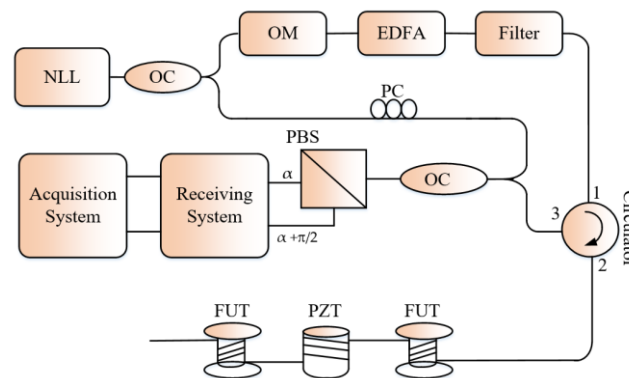 OM
EDFA
Filter
NLL
OC
PC
PBS
Acquisition
System
Receiving
System
α
α+π/2
OC
1
3
2
Circulator
FUT
PZT
FUT